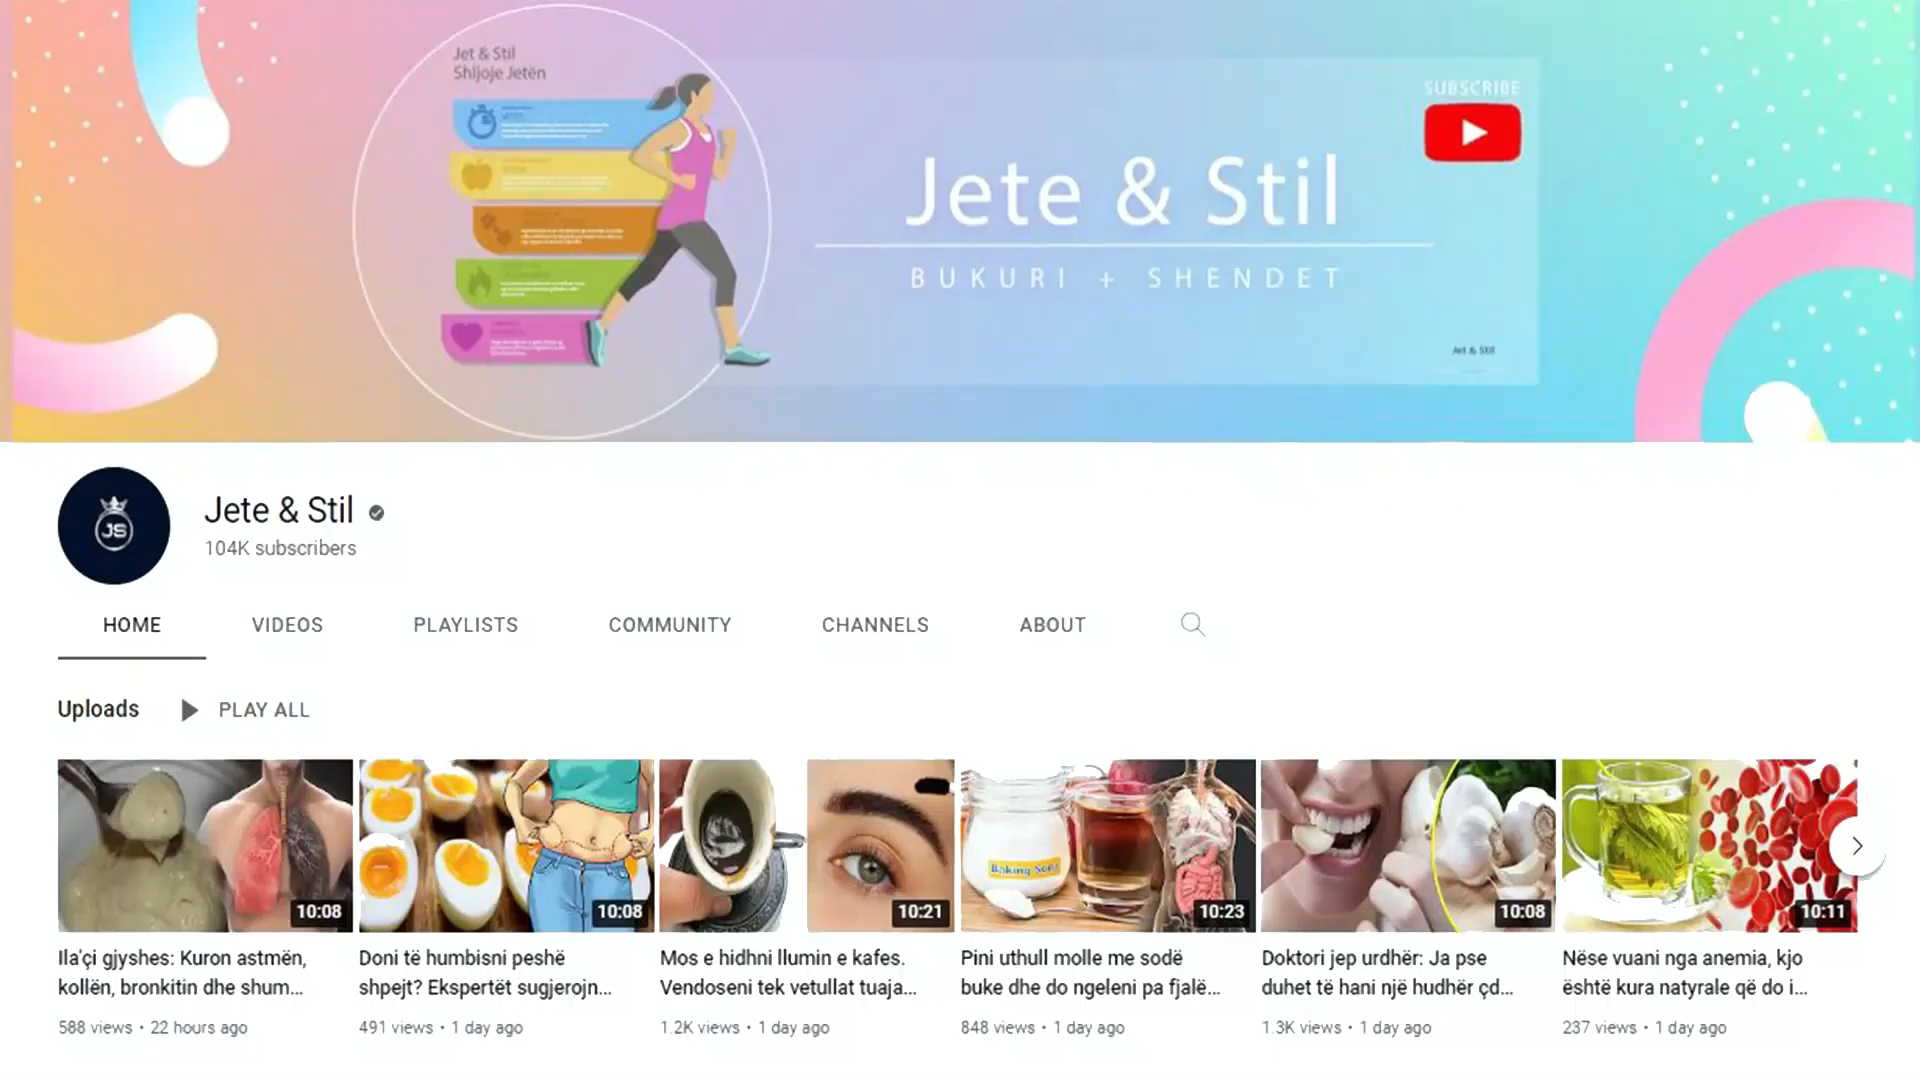 Jet & Stil
Shijoje Jetën
SUBSCRIBE
Jete & Stil
BUKURI + SHENDET
Jet & Stil
JS
Jete & Stil
104K subscribers
HOME VIDEOS PLAYLISTS COMMUNITY CHANNELS ABOUT
Uploads PLAY ALL
Baking Soda
10:08 10:08 10:21 10:23 10:08 10:11
Ila'çi gjyshes: Kuron astmën,
kollën, bronkitin dhe shum...
588 views • 22 hours ago
Doni të humbisni peshë
shpejt? Ekspertët sugjerojn...
491 views • 1 day ago
Mos e hidhni llumin e kafes.
Vendoseni tek vetullat tuaja...
1.2K views • 1 day ago
Pini uthull molle me sodë
buke dhe do ngeleni pa fjalë...
848 views • 1 day ago
Doktori jep urdhër: Ja pse
duhet të hani një hudhër çd...
1.3K views • 1 day ago
Nëse vuani nga anemia, kjo
është kura natyrale që do i...
237 views • 1 day ago